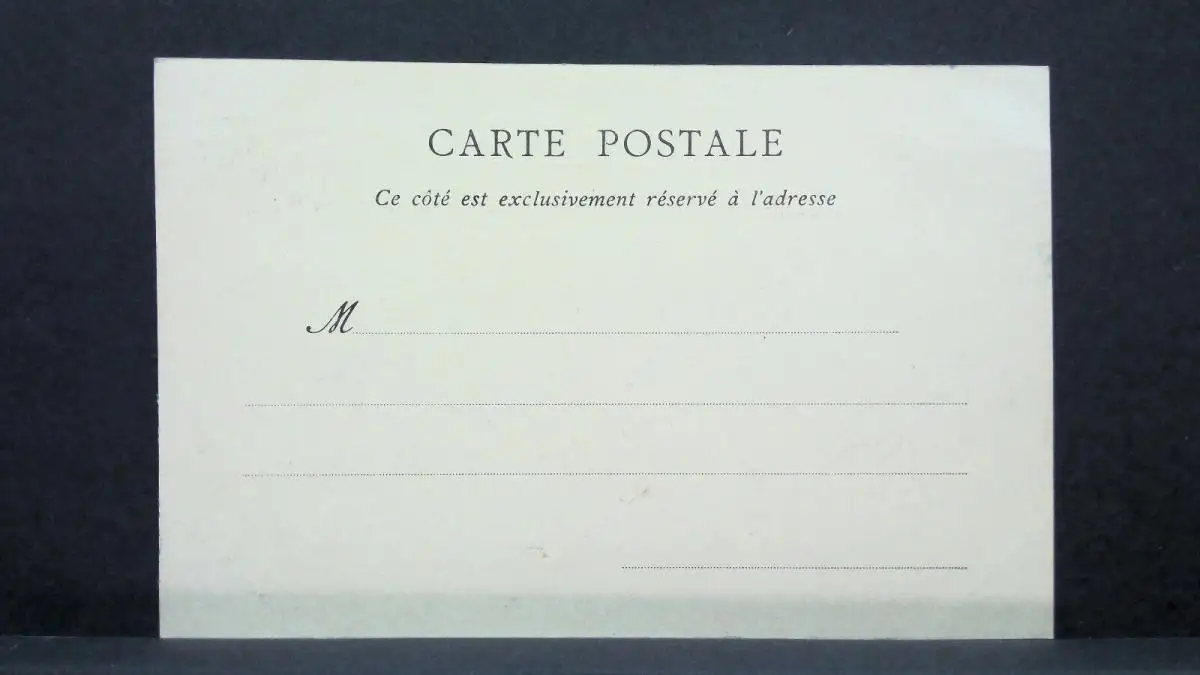 CARTE POSTALE
Ce côté est exclusivement réservé à l'adresse
M